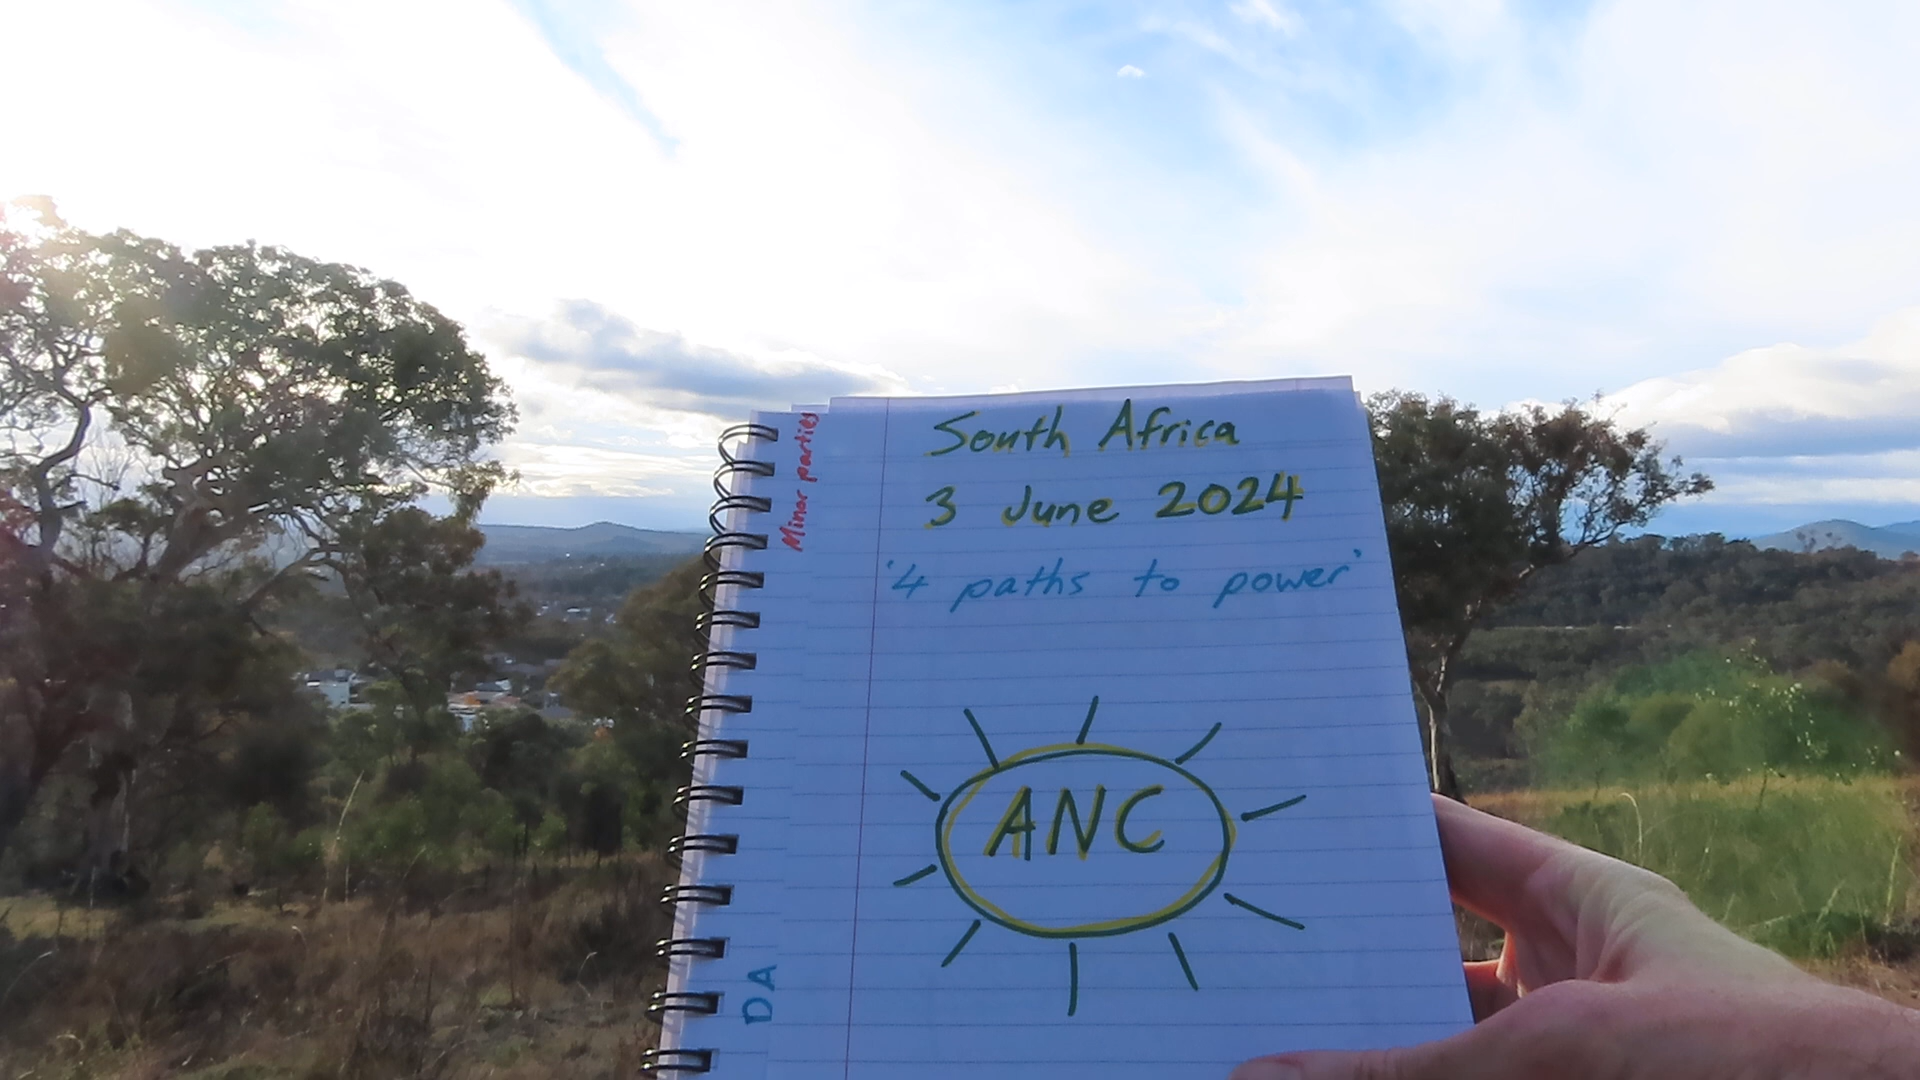 South Africa
3 June 2024
'4 paths to power'
ANC
Minor parties
DA